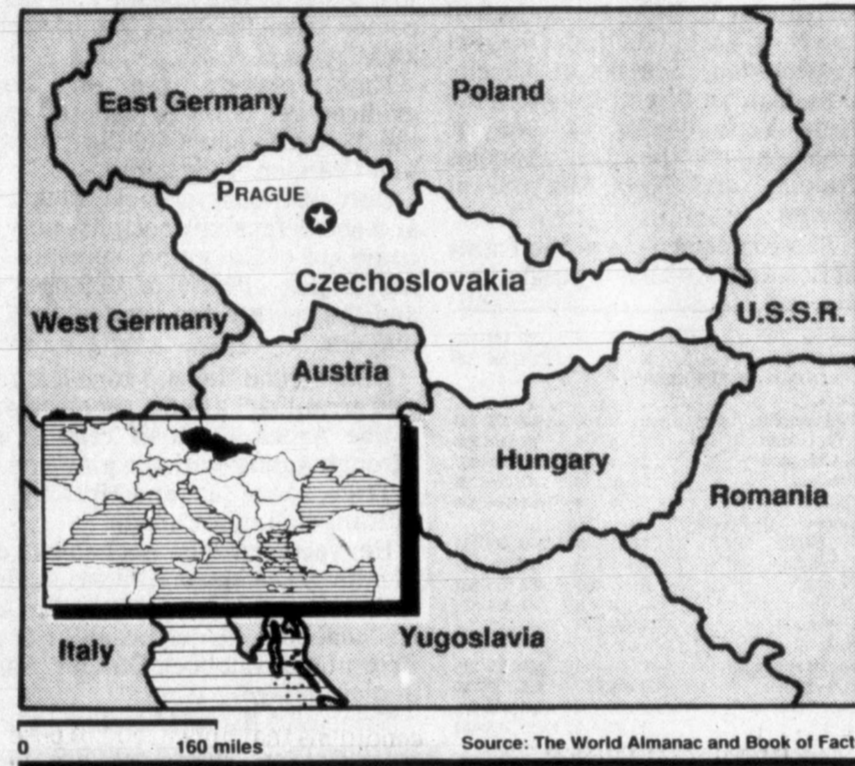 East Germany
Poland
PRAGUE
Czechoslovakia
West Germany
U.S.S.R.
Austria
Hungary
Romania
Italy
Yugoslavia
0 160 miles
Source: The World Almanac and Book of Fact